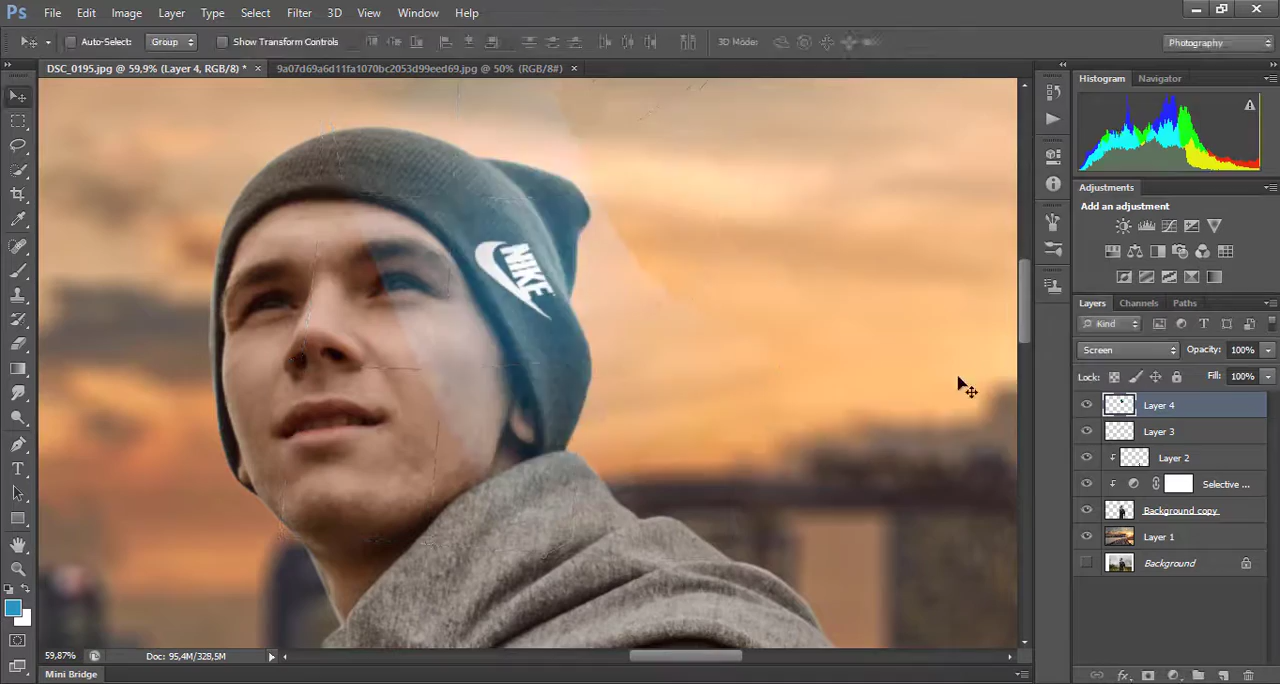 Ps File Edit Image Layer Type Select Filter 3D View Window Help
Auto-Select: Group Show Transform Controls 3D Mode: Photography
DSC_0195.jpg @ 59,9% (Layer 4, RGB/8) * × 9a07d69a6d11fa1070bc2053d99eed69.jpg @ 50% (RGB/8#) ×
Histogram Navigator
Adjustments
Add an adjustment
NIKE
Layers Channels Paths
Kind
Screen Opacity: 100%
Lock: Fill: 100%
Layer 4
Layer 3
Layer 2
Selective ...
Background copy
Layer 1
Background
59,87% Doc: 95,4M/328,5M
Mini Bridge